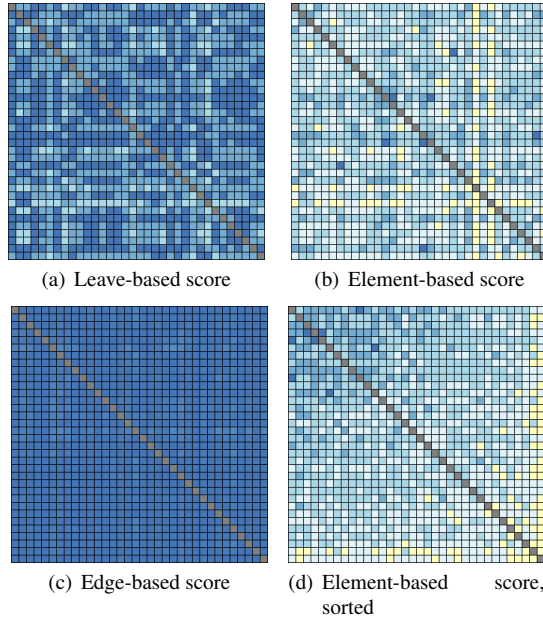 (a) Leave-based score
(b) Element-based score
(c) Edge-based score
(d) Element-based score,
sorted